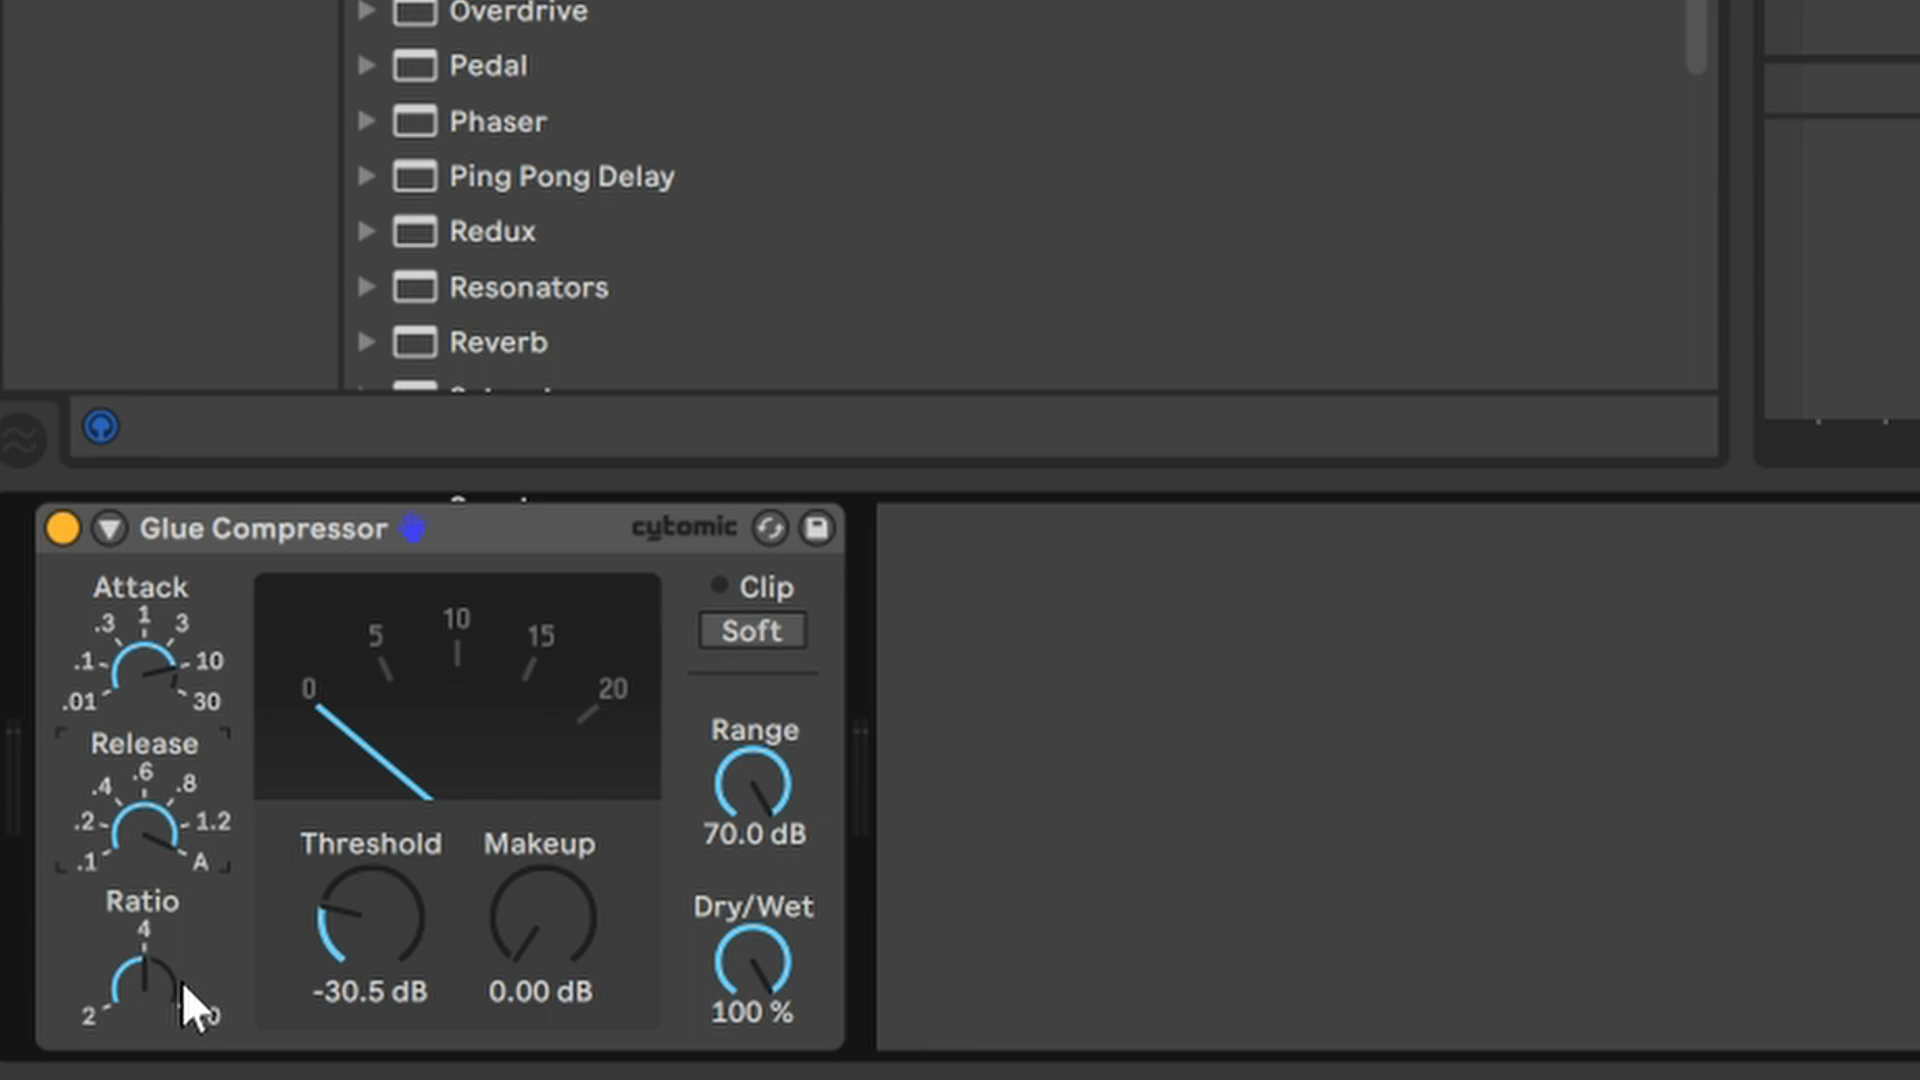 Overdrive
Pedal
Phaser
Ping Pong Delay
Redux
Resonators
Reverb
Glue Compressor
cytomic
Attack
.3 1 3
.1 10
.01 30
Release
.4 .6 .8
.2 1.2
.1 A
Ratio
4
2
5 10 15
0 20
Threshold
-30.5 dB
Makeup
0.00 dB
Clip
Soft
Range
70.0 dB
Dry/Wet
100 %